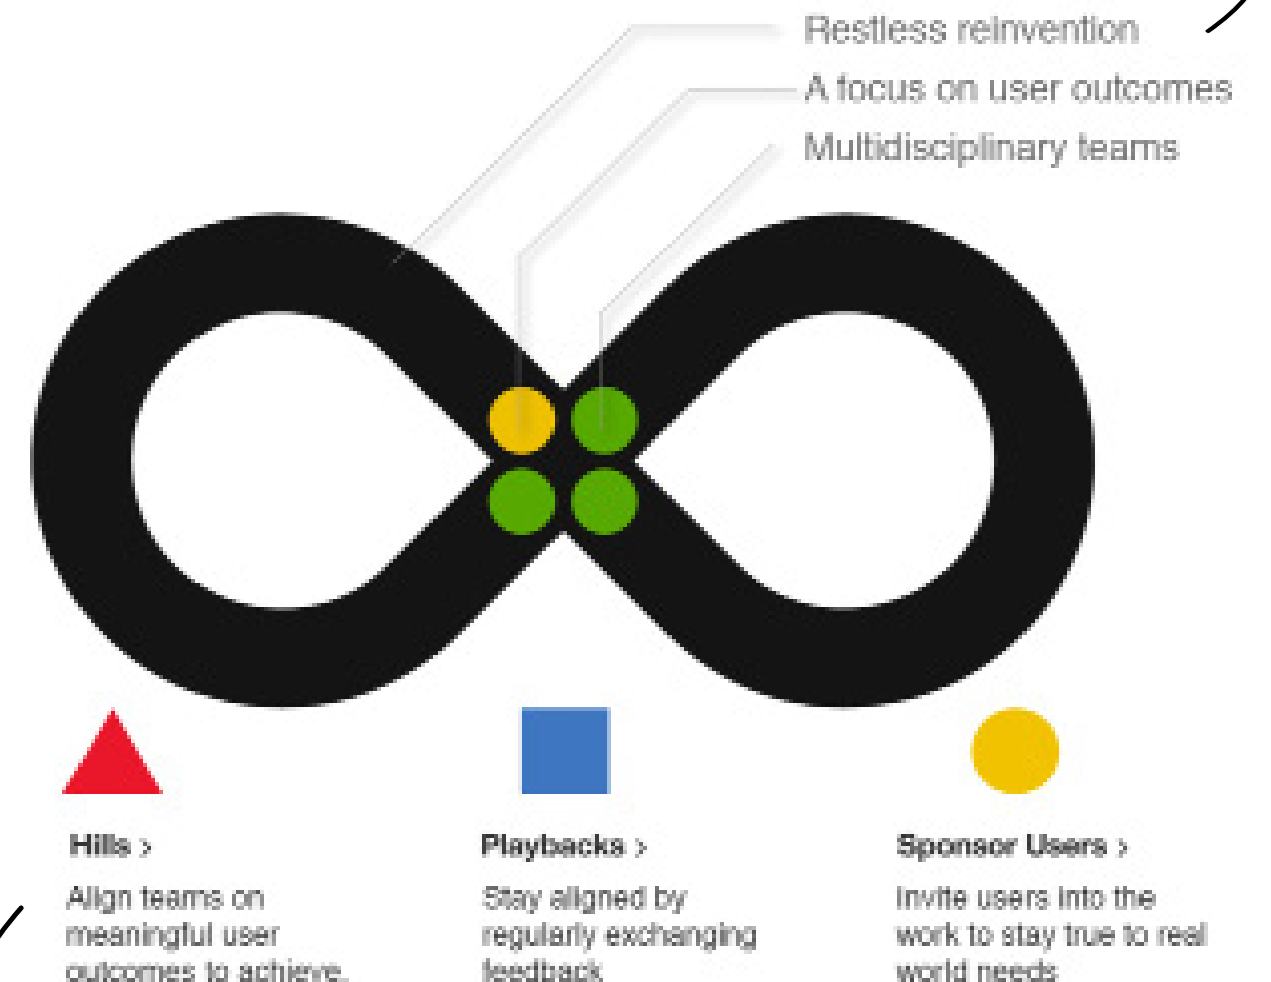 Restless reinvention
A focus on user outcomes
Multidisciplinary teams
Hills >
Align teams on
meaningful user
outcomes to achieve.
Playbacks >
Stay aligned by
regularly exchanging
feedback
Sponsor Users >
Invite users into the
work to stay true to real
world needs